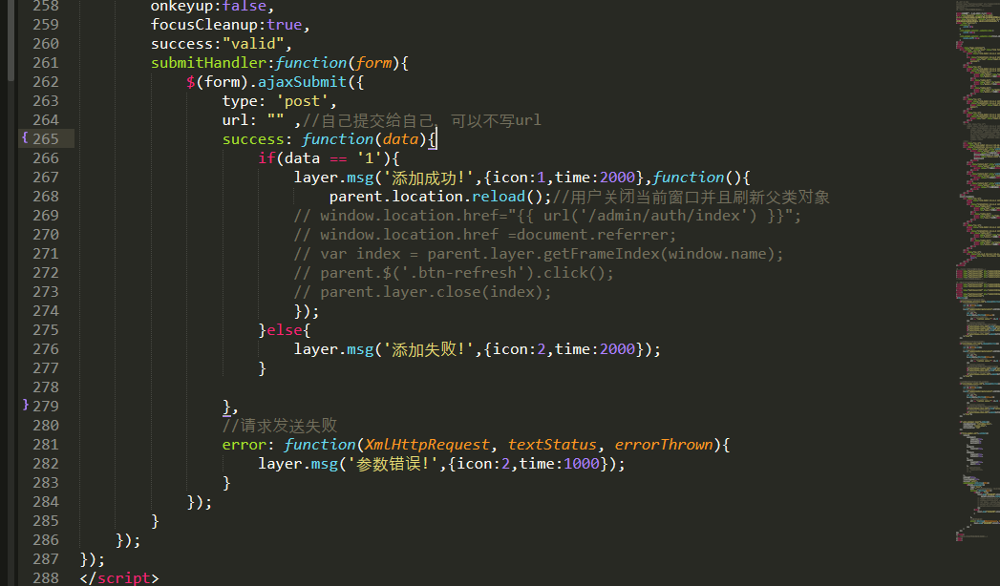 258 onkeyup:false,
259 focusCleanup:true,
260 success:"valid",
261 submitHandler:function(form){
262 $(form).ajaxSubmit({
263 type: 'post',
264 url: "" ,//自己提交给自己，可以不写url
{ 265 success: function(data){
266 if(data == '1'){
267 layer.msg('添加成功!',{icon:1,time:2000},function(){
268 parent.location.reload();//用户关闭当前窗口并且刷新父类对象
269 // window.location.href="{{ url('/admin/auth/index') }}";
270 // window.location.href =document.referrer;
271 // var index = parent.layer.getFrameIndex(window.name);
272 // parent.$('.btn-refresh').click();
273 // parent.layer.close(index);
274 });
275 }else{
276 layer.msg('添加失败!',{icon:2,time:2000});
277 }
278
} 279 },
280 //请求发送失败
281 error: function(XmlHttpRequest, textStatus, errorThrown){
282 layer.msg('参数错误!',{icon:2,time:1000});
283 }
284 });
285 }
286 });
287 });
288 </script>